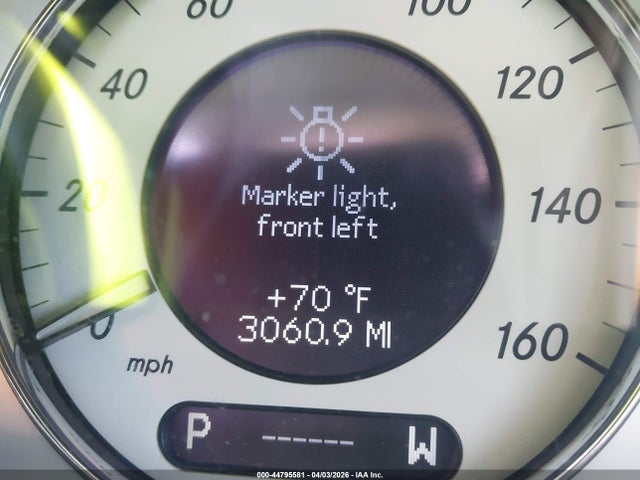 60
100
40
120
20
140
0
160
mph
Marker light,
front left
+70 °F
3060.9 MI
P ------ W
000-44795581 - 04/03/2026 - IAA Inc.